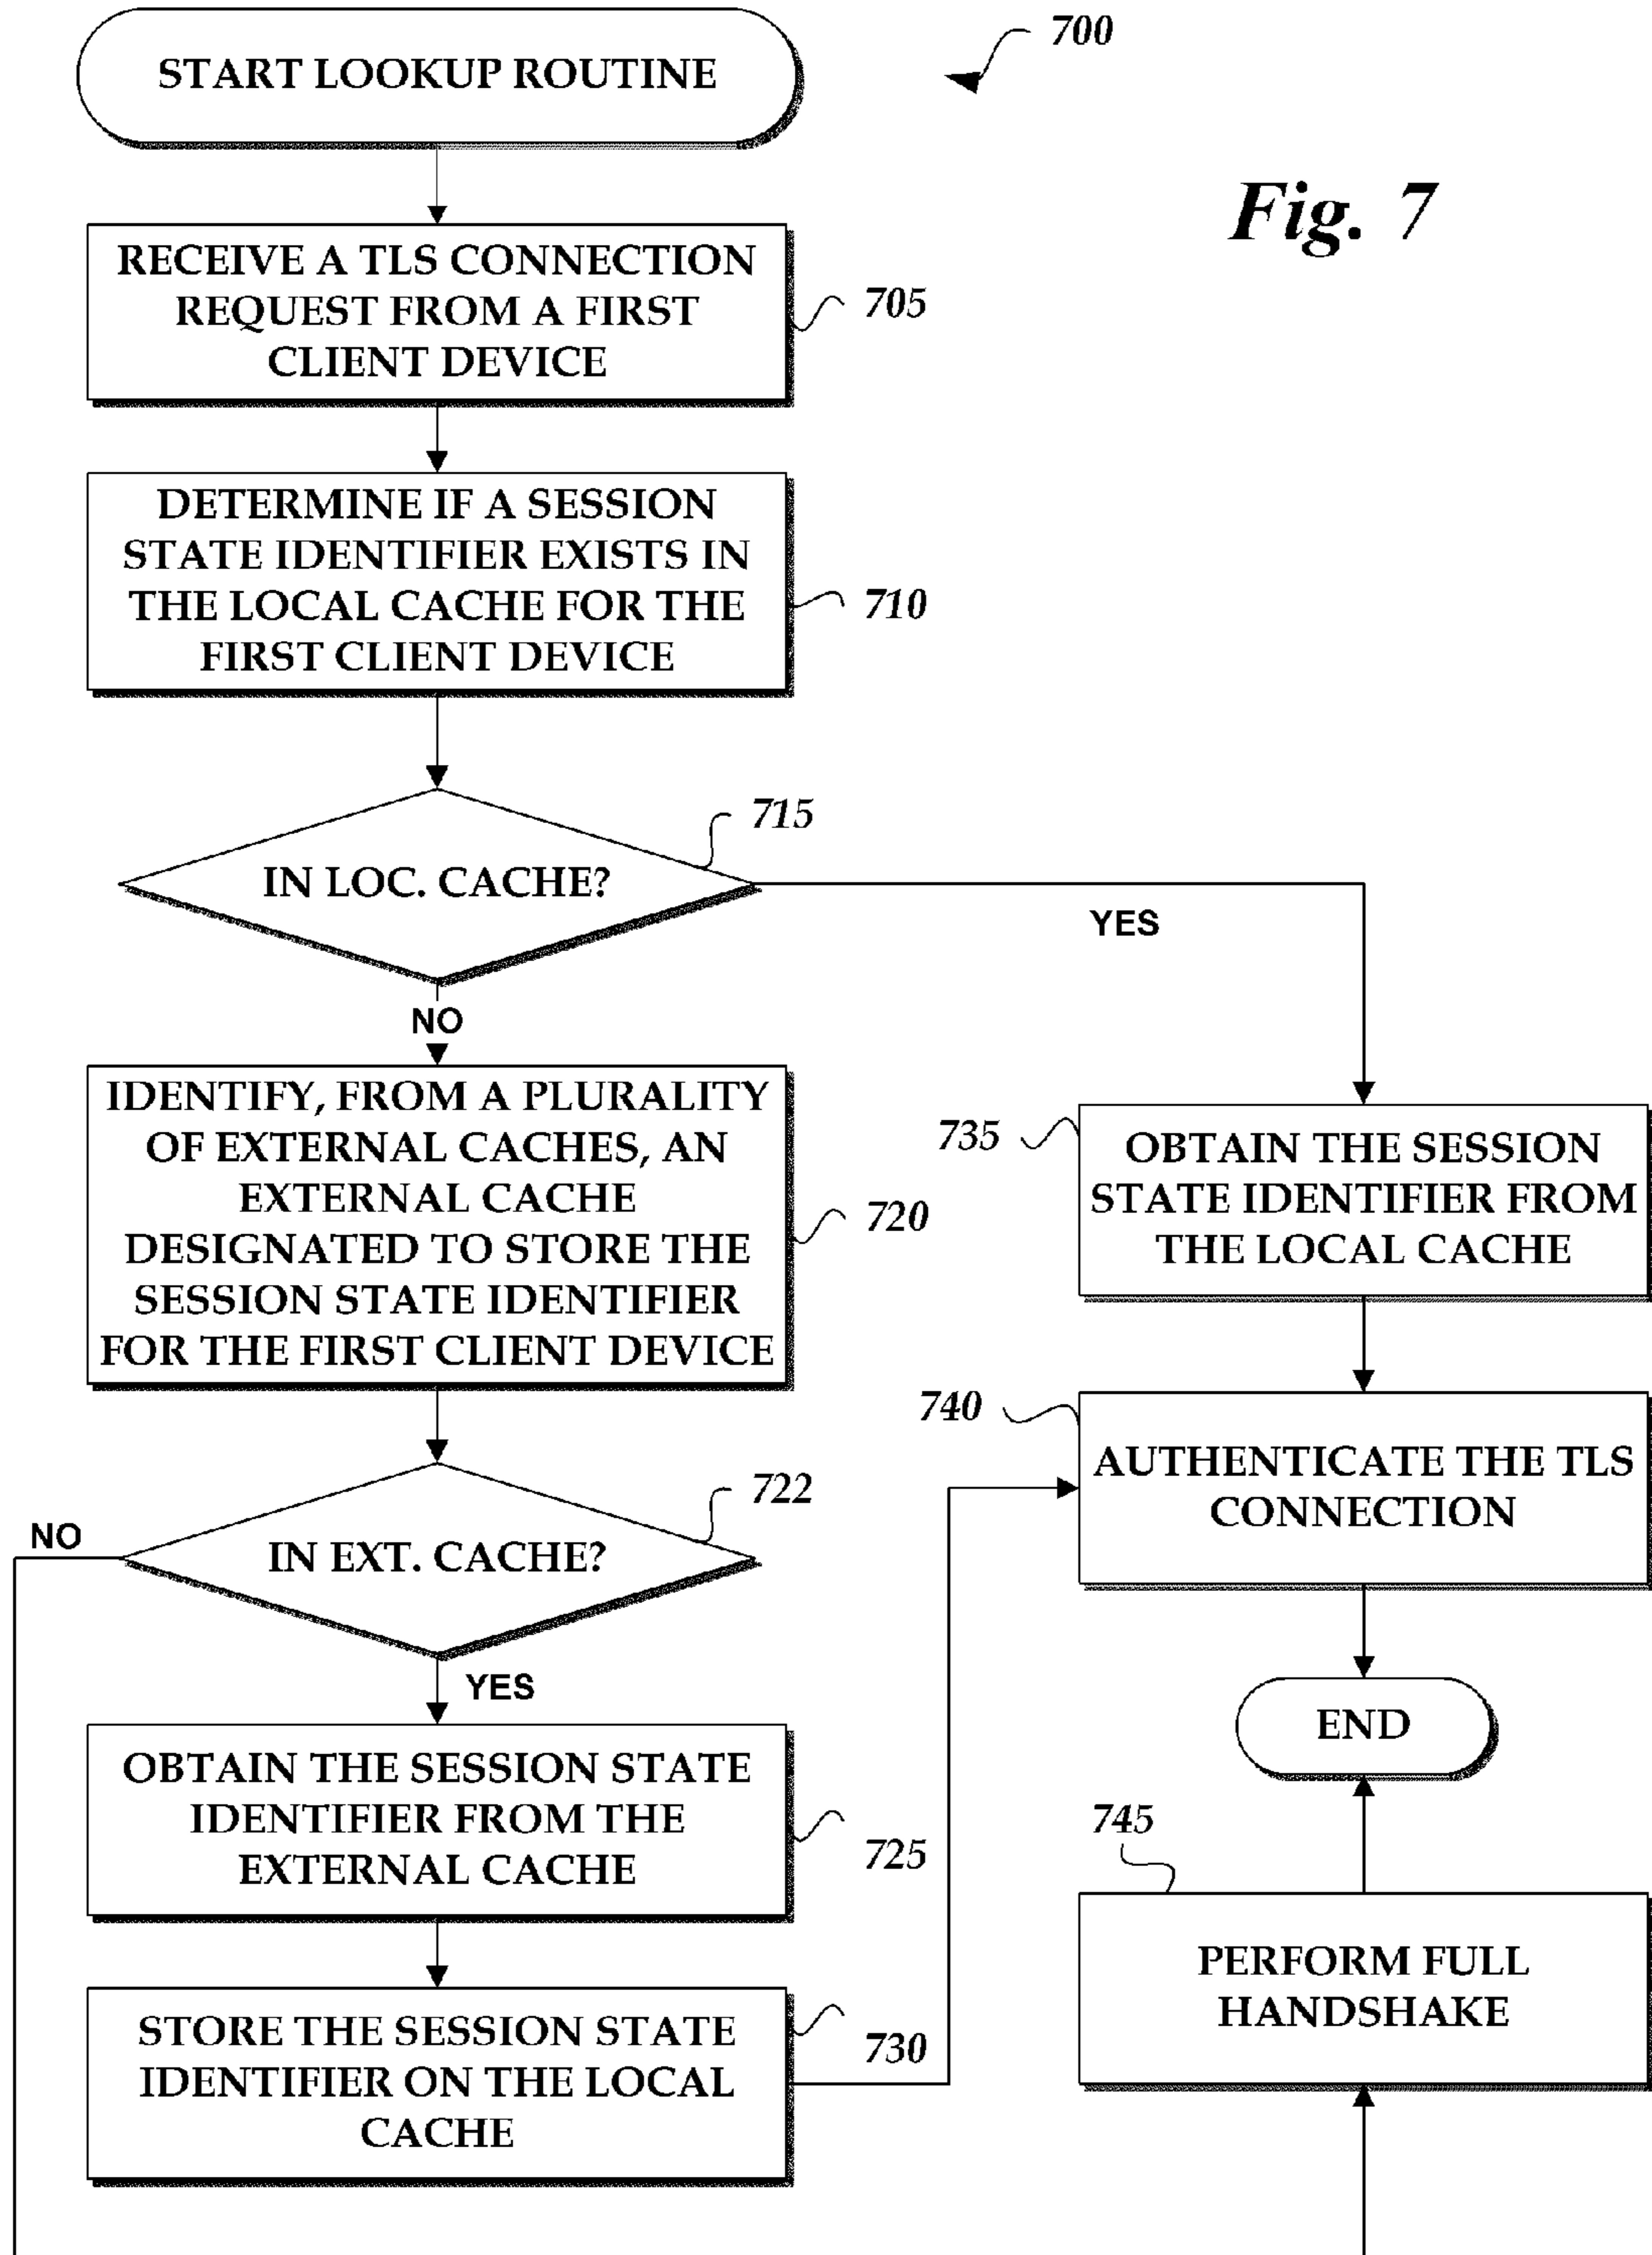 START LOOKUP ROUTINE
700
Fig. 7
RECEIVE A TLS CONNECTION
REQUEST FROM A FIRST
CLIENT DEVICE
705
DETERMINE IF A SESSION
STATE IDENTIFIER EXISTS IN
THE LOCAL CACHE FOR THE
FIRST CLIENT DEVICE
710
715
IN LOC. CACHE?
YES
NO
IDENTIFY, FROM A PLURALITY
OF EXTERNAL CACHES, AN
EXTERNAL CACHE
DESIGNATED TO STORE THE
SESSION STATE IDENTIFIER
FOR THE FIRST CLIENT DEVICE
720
735
OBTAIN THE SESSION
STATE IDENTIFIER FROM
THE LOCAL CACHE
740
AUTHENTICATE THE TLS
CONNECTION
722
NO
IN EXT. CACHE?
YES
END
OBTAIN THE SESSION STATE
IDENTIFIER FROM THE
EXTERNAL CACHE
725
745
PERFORM FULL
HANDSHAKE
STORE THE SESSION STATE
IDENTIFIER ON THE LOCAL
CACHE
730